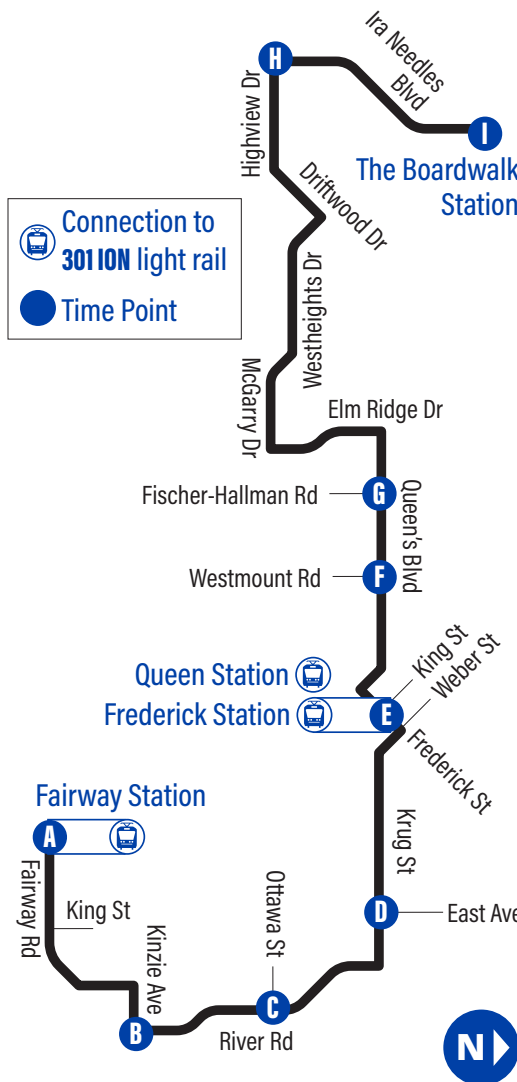 Ira Needles
Blvd
H
Highview Dr
I
The Boardwalk
Station
Driftwood Dr
Connection to
301 ION light rail
Time Point
Westheights Dr
McGarry Dr
Elm Ridge Dr
Fischer-Hallman Rd
G
Queen's Blvd
Westmount Rd
F
King St
Weber St
Queen Station
Frederick Station
E
Frederick St
Fairway Station
A
Krug St
Fairway Rd
King St
Ottawa St
D
East Ave
Kinzie Ave
C
B
River Rd
N